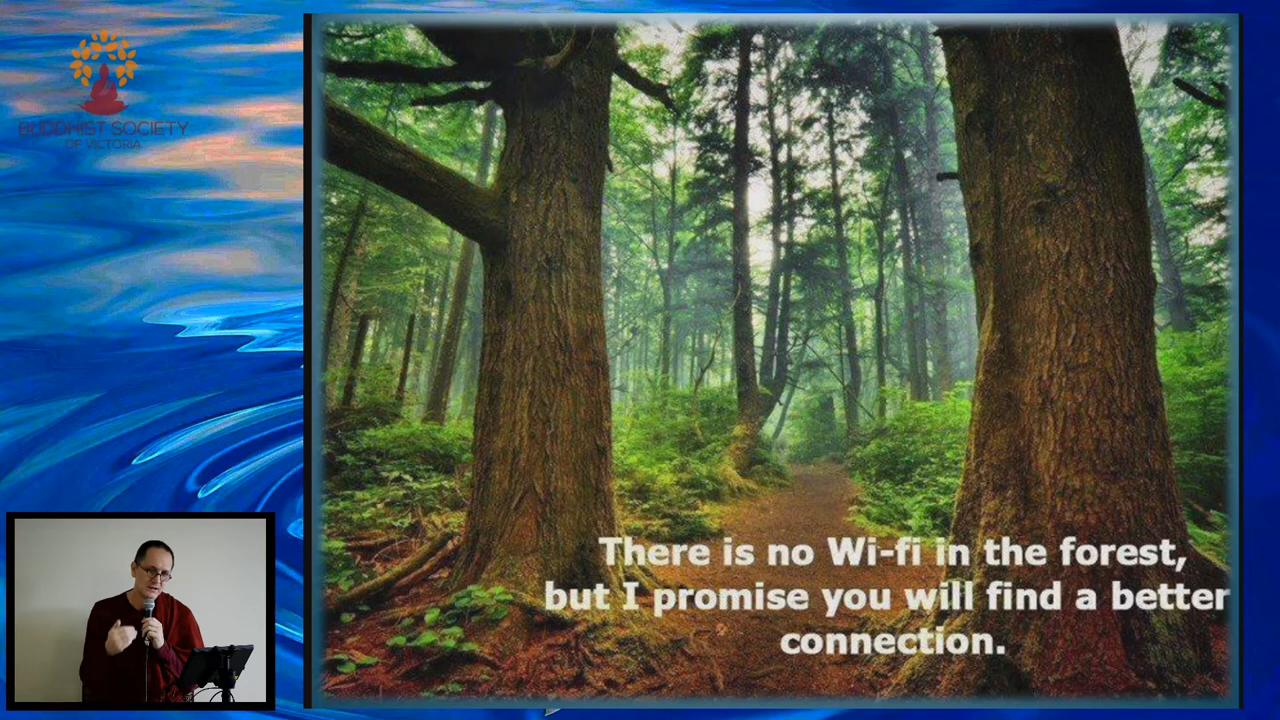 BUDDHIST SOCIETY
OF VICTORIA
There is no Wi-fi in the forest,
but I promise you will find a better
connection.